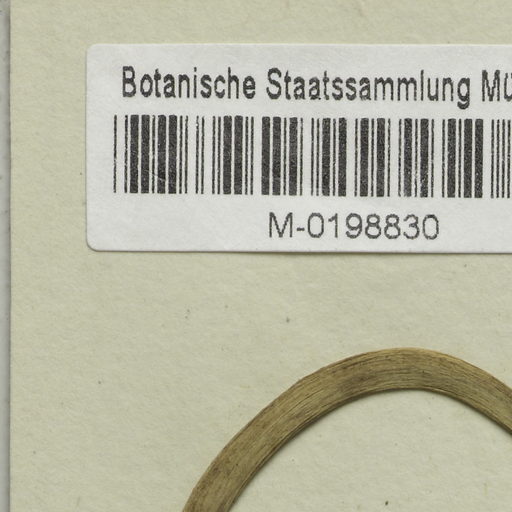 Botanische Staatssammlung Mü
M-0198830